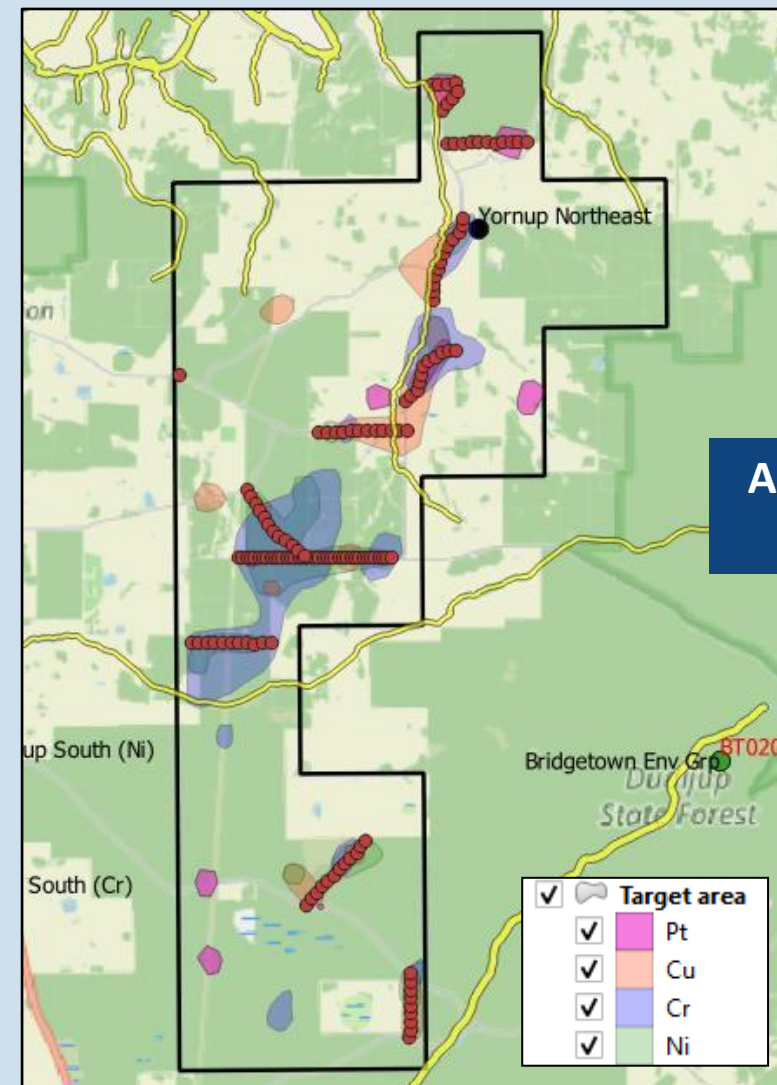 Yornup Northeast
on
A
up South (Ni)
Bridgetown Env Grp
BT020
State Forest
South (Cr)
Target area
Pt
Cu
Cr
Ni